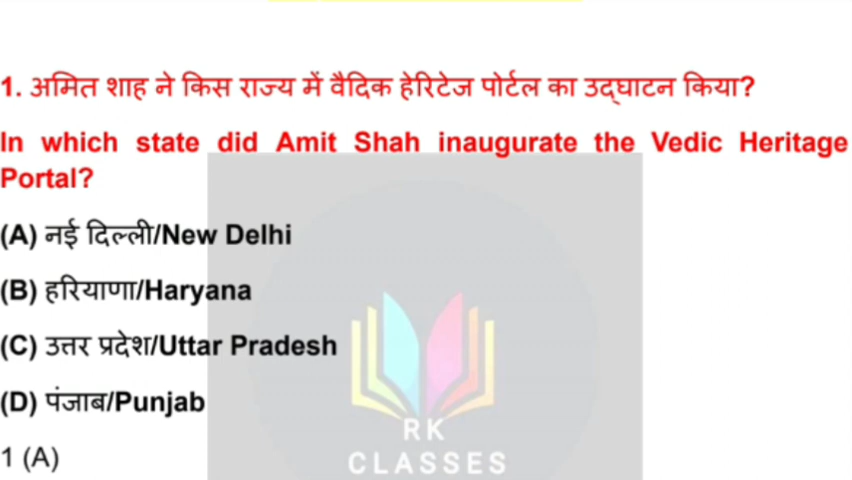 1. अमित शाह ने किस राज्य में वैदिक हेरिटेज पोर्टल का उद्घाटन किया?
In which state did Amit Shah inaugurate the Vedic Heritage
Portal?
(A) नई दिल्ली/New Delhi
(B) हरियाणा/Haryana
(C) उत्तर प्रदेश/Uttar Pradesh
(D) पंजाब/Punjab
1 (A)
RK
CLASSES